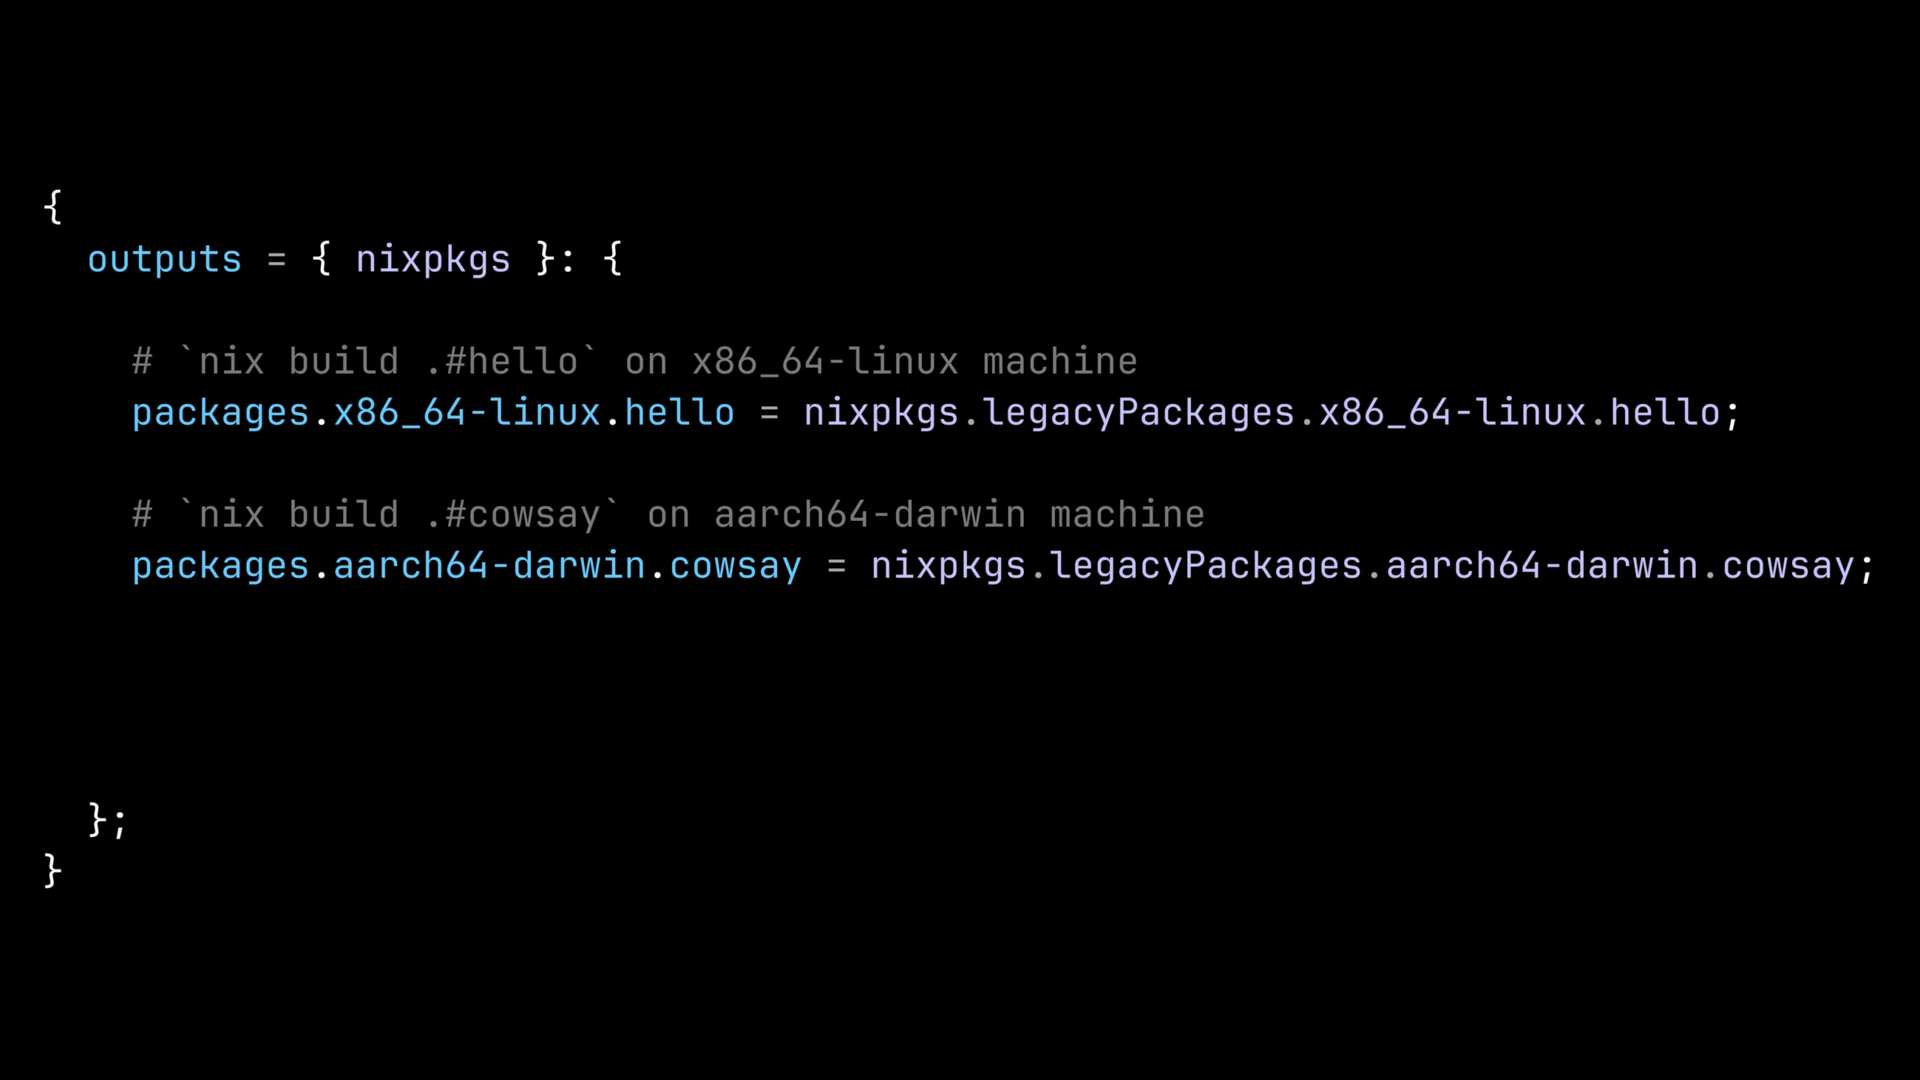 {
  outputs = { nixpkgs }: {
    # `nix build .#hello` on x86_64-linux machine
    packages.x86_64-linux.hello = nixpkgs.legacyPackages.x86_64-linux.hello;
    # `nix build .#cowsay` on aarch64-darwin machine
    packages.aarch64-darwin.cowsay = nixpkgs.legacyPackages.aarch64-darwin.cowsay;
  };
}